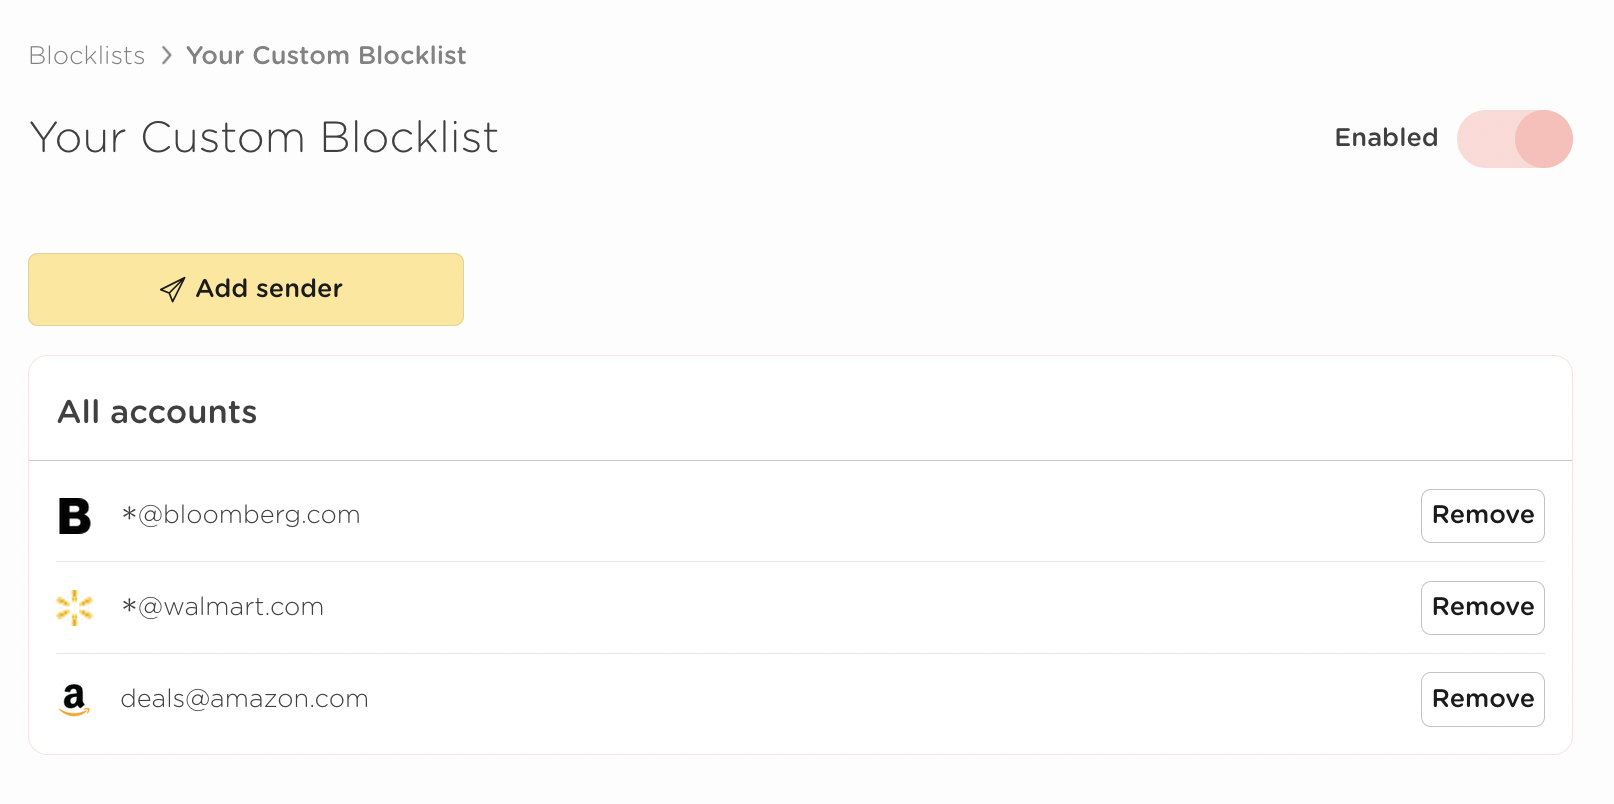 Blocklists > Your Custom Blocklist
Your Custom Blocklist
Enabled
Add sender
All accounts
B *@bloomberg.com Remove
*@walmart.com Remove
a deals@amazon.com Remove